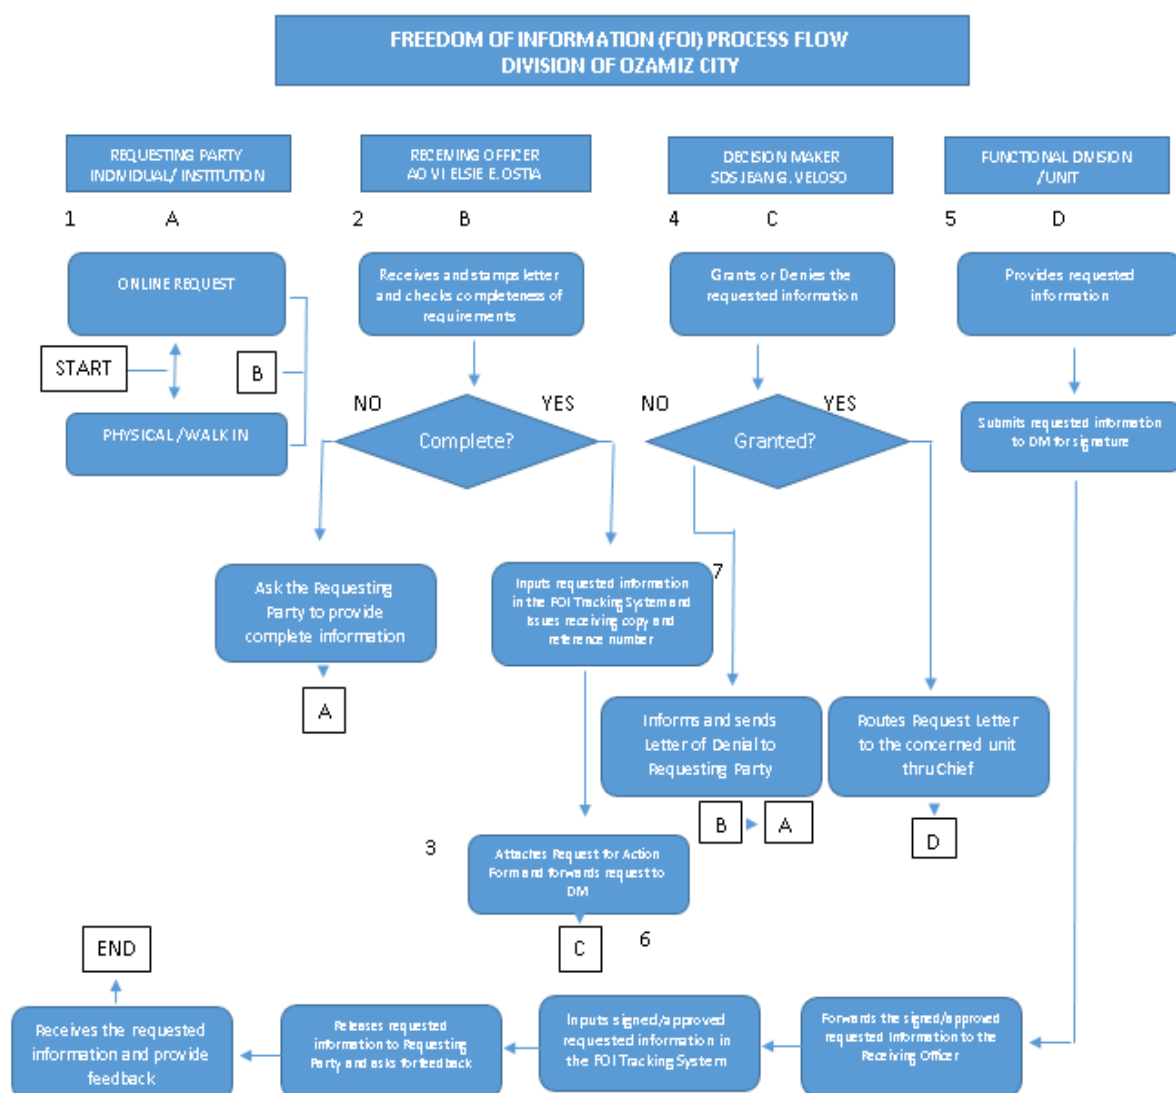 FREEDOM OF INFORMATION (FOI) PROCESS FLOW
DIVISION OF OZAMIZ CITY
REQUESTING PARTY
INDIVIDUAL/ INSTITUTION
RECEIVING OFFICER
AO VI ELSIE E. OSTIA
DECISION MAKER
SDS JEAN G. VELOSO
FUNCTIONAL DIVISION
/UNIT
1 A
2 B
4 C
5 D
ONLINE REQUEST
Receives and stamps letter
and checks completeness of
requirements
Grants or Denies the
requested information
Provides requested
information
START
B
PHYSICAL /WALK IN
NO
YES
Complete?
NO
YES
Granted?
Submits requested information
to DM for signature
Ask the Requesting
Party to provide
complete information
A
Inputs requested information
in the FOI Tracking System and
Issues receiving copy and
reference number
7
Informs and sends
Letter of Denial to
Requesting Party
B
A
Routes Request Letter
to the concerned unit
thru Chief
D
3
Attaches Request for Action
Form and forwards request to
DM
C
6
END
Receives the requested
information and provide
feedback
Releases requested
information to Requesting
Party and asks for feedback
Inputs signed/approved
requested information in
the FOI Tracking System
Forwards the signed/approved
requested Information to the
Receiving Officer